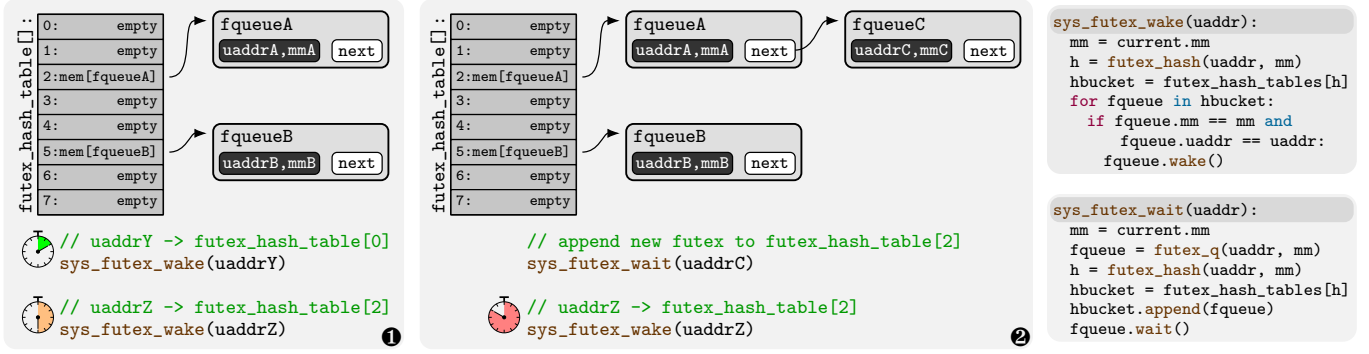 futex_hash_table[]:
0: empty
1: empty
2:mem[fqueueA]
3: empty
4: empty
5:mem[fqueueB]
6: empty
7: empty
fqueueA
uaddrA,mmA next
fqueueB
uaddrB,mmB next
// uaddrY -> futex_hash_table[0]
sys_futex_wake(uaddrY)
// uaddrZ -> futex_hash_table[2]
sys_futex_wake(uaddrZ)
❶
futex_hash_table[]:
0: empty
1: empty
2:mem[fqueueA]
3: empty
4: empty
5:mem[fqueueB]
6: empty
7: empty
fqueueA
uaddrA,mmA next
fqueueC
uaddrC,mmC next
fqueueB
uaddrB,mmB next
// append new futex to futex_hash_table[2]
sys_futex_wait(uaddrC)
// uaddrZ -> futex_hash_table[2]
sys_futex_wake(uaddrZ)
❷
sys_futex_wake(uaddr):
mm = current.mm
h = futex_hash(uaddr, mm)
hbucket = futex_hash_tables[h]
for fqueue in hbucket:
if fqueue.mm == mm and
fqueue.uaddr == uaddr:
fqueue.wake()
sys_futex_wait(uaddr):
mm = current.mm
fqueue = futex_q(uaddr, mm)
h = futex_hash(uaddr, mm)
hbucket = futex_hash_tables[h]
hbucket.append(fqueue)
fqueue.wait()